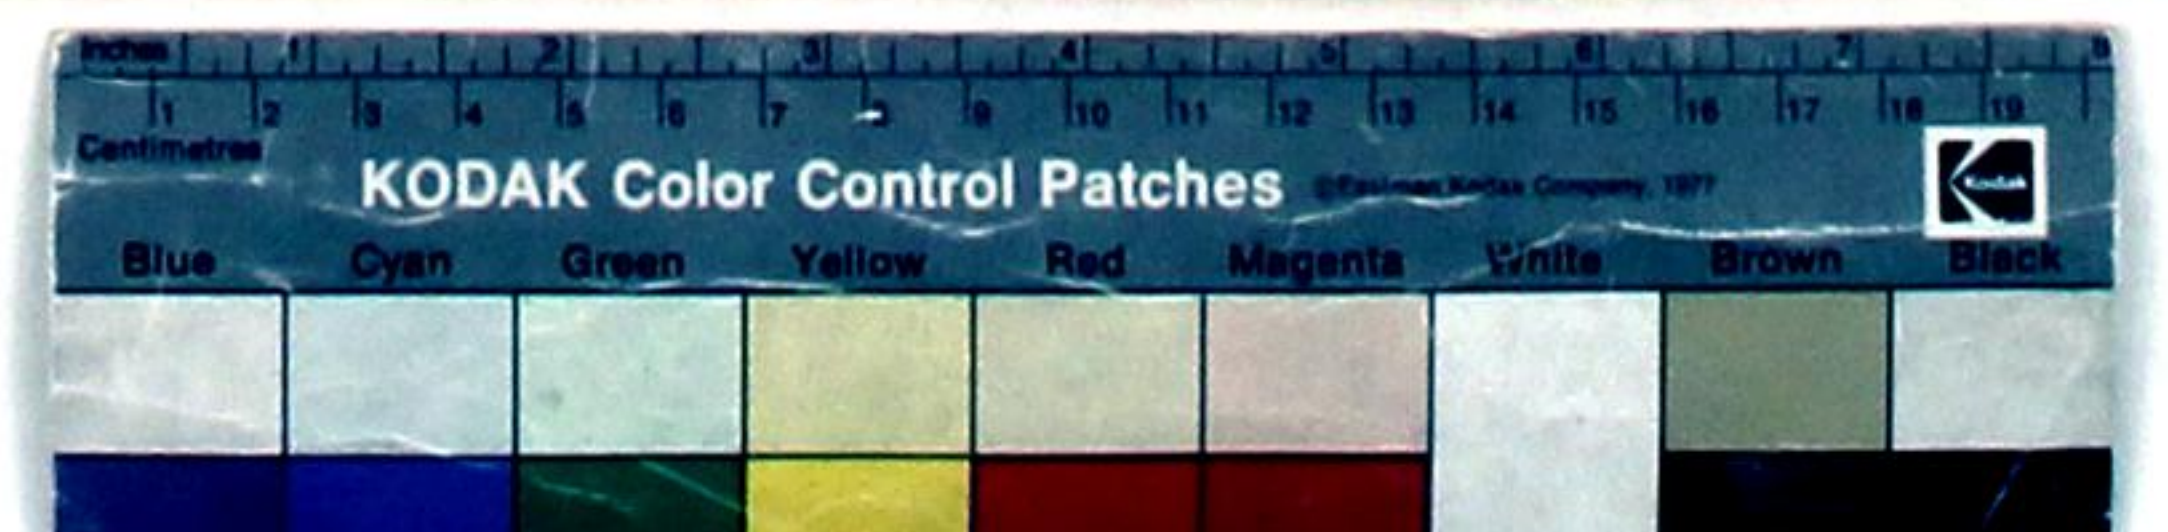 Inches 1 2 3 4 5 6 7 8
1 2 3 4 5 6 7 8 9 10 11 12 13 14 15 16 17 18 19
Centimetres
KODAK Color Control Patches ©Eastman Kodak Company, 1977
Kodak
Blue Cyan Green Yellow Red Magenta White Brown Black